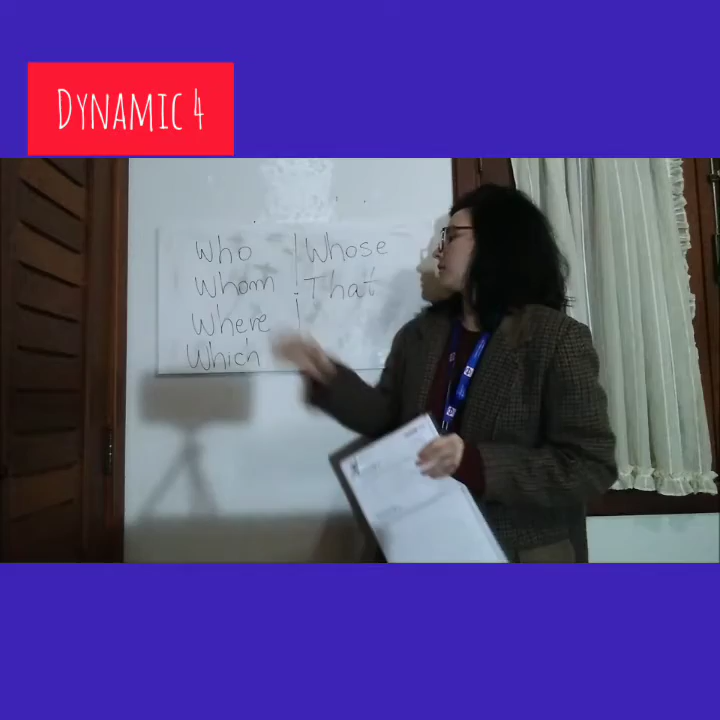 DYNAMIC 4
Who | Whose
Whom | That
Where |
Which